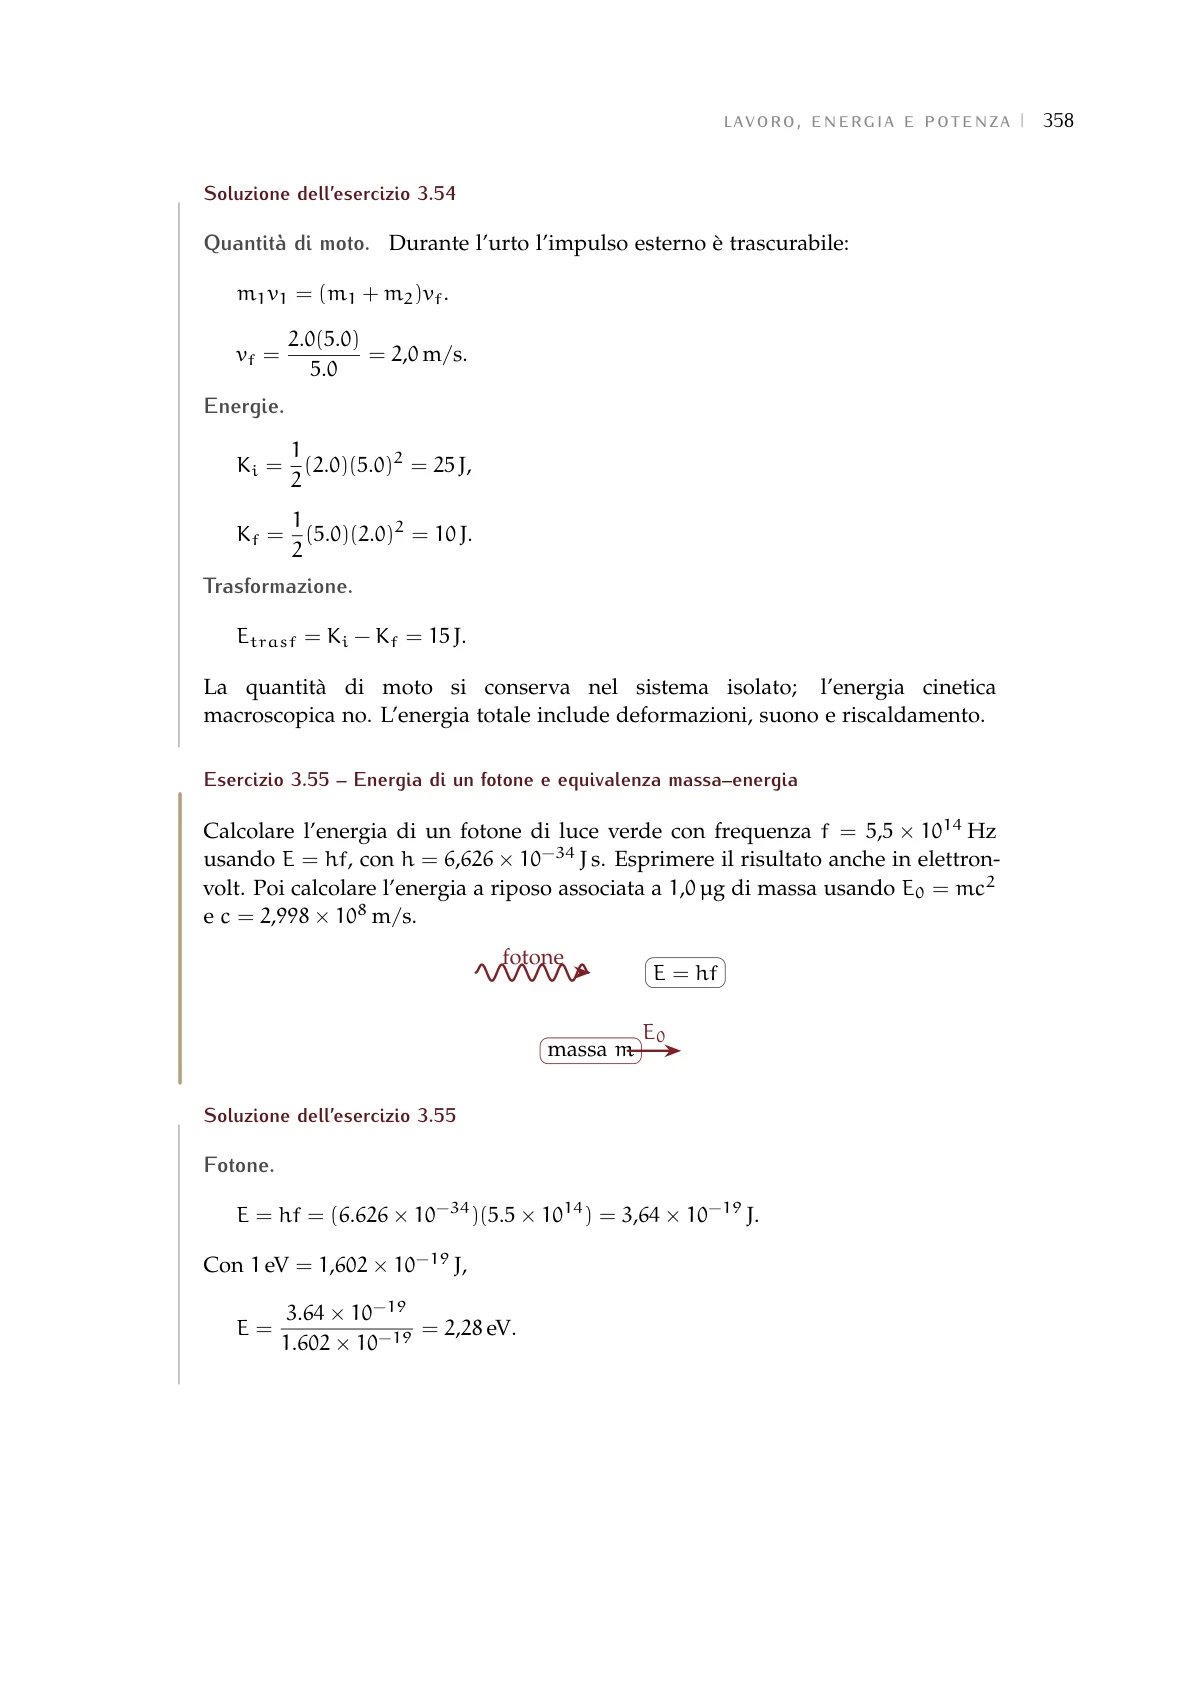 LAVORO, ENERGIA E POTENZA | 358
Soluzione dell'esercizio 3.54
Quantità di moto. Durante l'urto l'impulso esterno è trascurabile:
m₁v₁ = (m₁ + m₂)v_f.
v_f = 2.0(5.0) / 5.0 = 2,0 m/s.
Energie.
K_i = 1/2 (2.0)(5.0)² = 25 J,
K_f = 1/2 (5.0)(2.0)² = 10 J.
Trasformazione.
E_trasf = K_i − K_f = 15 J.
La quantità di moto si conserva nel sistema isolato; l'energia cinetica
macroscopica no. L'energia totale include deformazioni, suono e riscaldamento.
Esercizio 3.55 – Energia di un fotone e equivalenza massa–energia
Calcolare l'energia di un fotone di luce verde con frequenza f = 5,5 × 10¹⁴ Hz
usando E = hf, con h = 6,626 × 10⁻³⁴ J s. Esprimere il risultato anche in elettron-
volt. Poi calcolare l'energia a riposo associata a 1,0 µg di massa usando E₀ = mc²
e c = 2,998 × 10⁸ m/s.
fotone E = hf
massa m E₀
Soluzione dell'esercizio 3.55
Fotone.
E = hf = (6.626 × 10⁻³⁴)(5.5 × 10¹⁴) = 3,64 × 10⁻¹⁹ J.
Con 1 eV = 1,602 × 10⁻¹⁹ J,
E = 3.64 × 10⁻¹⁹ / 1.602 × 10⁻¹⁹ = 2,28 eV.